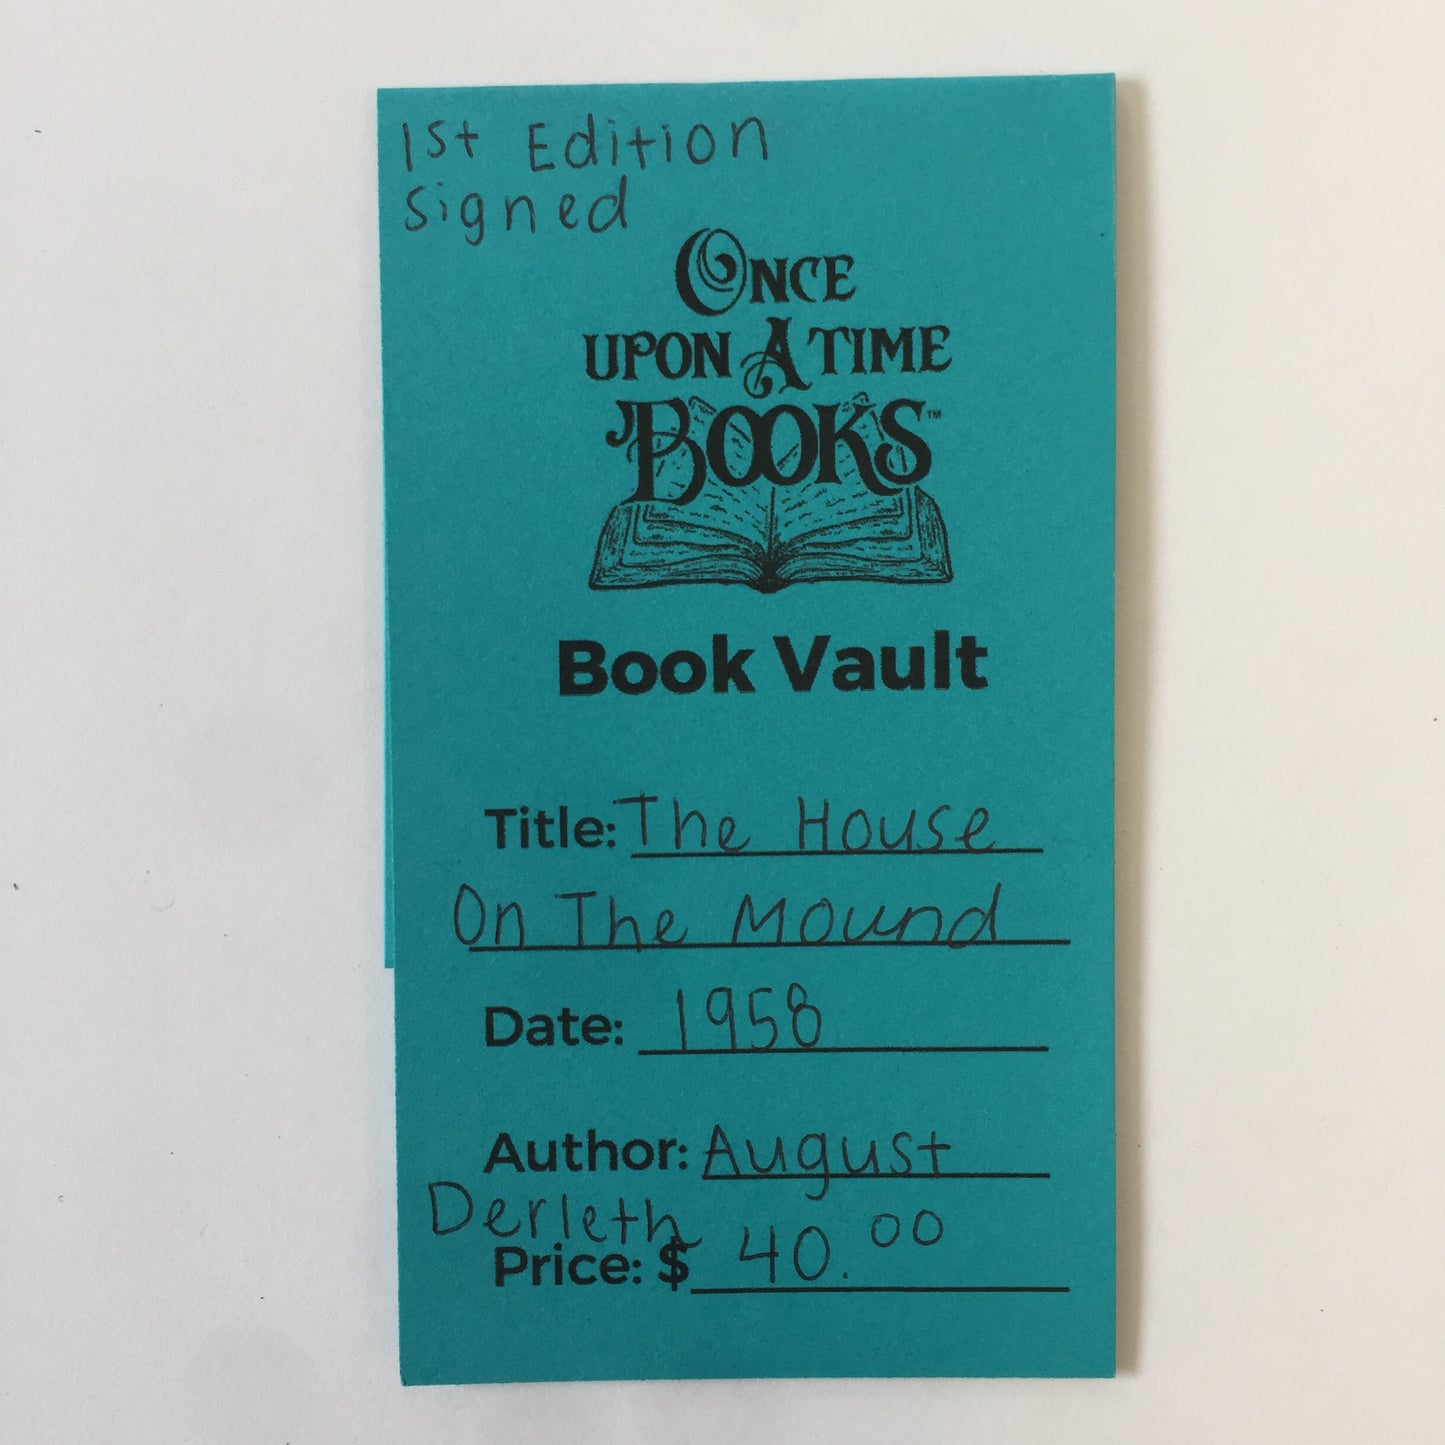 1st Edition
Signed
ONCE
UPON A TIME
BOOKS™
Book Vault
Title: The House
On The Mound
Date: 1958
Author: August
Derleth
Price: $ 40.00